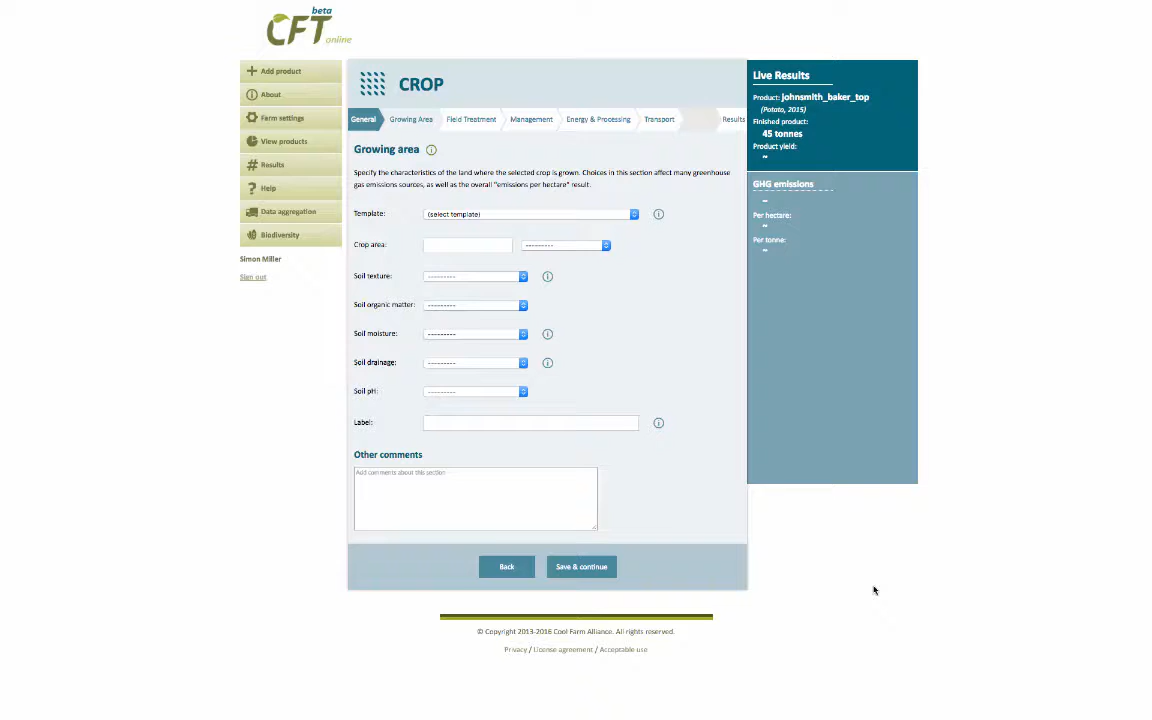 beta
CFT
online
Add product
About
Farm settings
View products
Results
Help
Data aggregation
Biodiversity
Simon Miller
Sign out
CROP
General
Growing Area
Field Treatment
Management
Energy & Processing
Transport
Results
Growing area
Specify the characteristics of the land where the selected crop is grown. Choices in this section affect many greenhouse
gas emissions sources, as well as the overall "emissions per hectare" result.
Template: (select template)
Crop area: ---------
Soil texture: ---------
Soil organic matter: ---------
Soil moisture: ---------
Soil drainage: ---------
Soil pH: ---------
Label:
Other comments
Add comments about this section
Back
Save & continue
Live Results
Product: johnsmith_baker_top
(Potato, 2015)
Finished product:
45 tonnes
Product yield:
~
GHG emissions
~
Per hectare:
~
Per tonne:
~
© Copyright 2013-2016 Cool Farm Alliance. All rights reserved.
Privacy / License agreement / Acceptable use